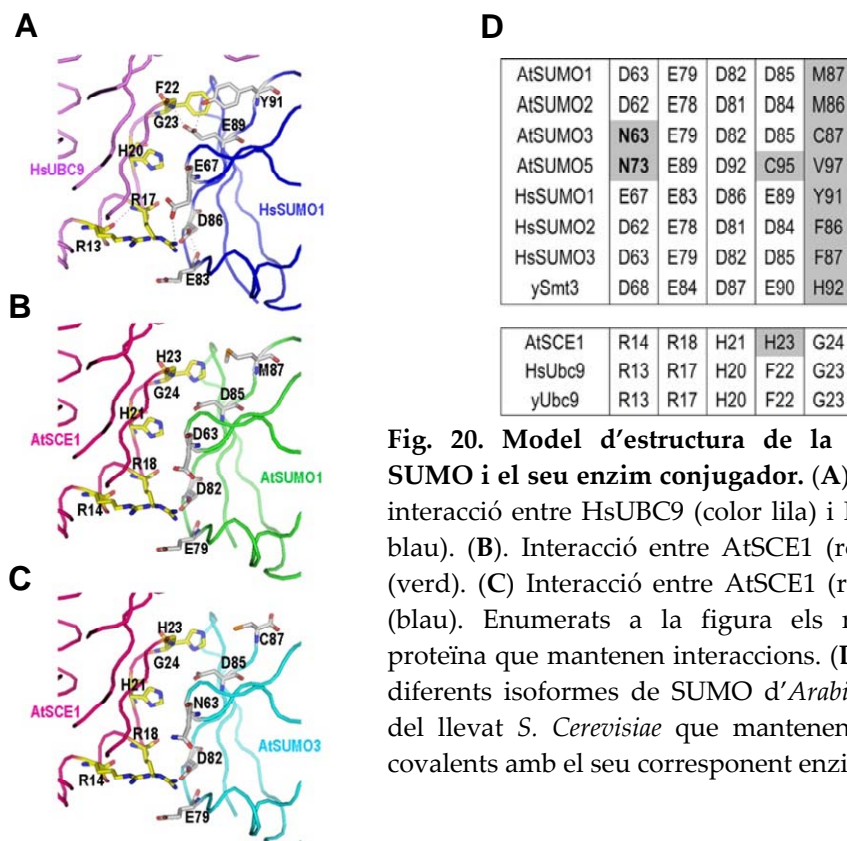 A
F22
G23
Y91
E89
H20
E67
HsUBC9
R17
D86
HsSUMO1
R13
E83
B
H23
G24
M87
D85
H21
D63
AtSCE1
R18
AtSUMO1
D82
R14
E79
C
H23
G24
C87
D85
H21
N63
AtSCE1
R18
AtSUMO3
D82
R14
E79
D
AtSUMO1 D63 E79 D82 D85 M87
AtSUMO2 D62 E78 D81 D84 M86
AtSUMO3 N63 E79 D82 D85 C87
AtSUMO5 N73 E89 D92 C95 V97
HsSUMO1 E67 E83 D86 E89 Y91
HsSUMO2 D62 E78 D81 D84 F86
HsSUMO3 D63 E79 D82 D85 F87
ySmt3 D68 E84 D87 E90 H92
AtSCE1 R14 R18 H21 H23 G24
HsUbc9 R13 R17 H20 F22 G23
yUbc9 R13 R17 H20 F22 G23
Fig. 20. Model d'estructura de la
SUMO i el seu enzim conjugador. (A)
interacció entre HsUBC9 (color lila) i
blau). (B). Interacció entre AtSCE1
(verd). (C) Interacció entre AtSCE1
(blau). Enumerats a la figura els
proteïna que mantenen interaccions.
diferents isoformes de SUMO
del llevat S. Cerevisiae que mantenen
covalents amb el seu corresponent